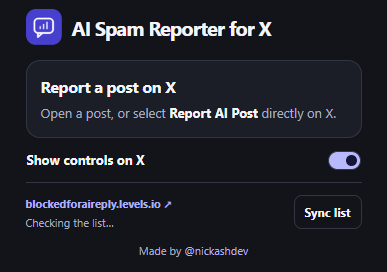 AI Spam Reporter for X
Report a post on X
Open a post, or select Report AI Post directly on X.
Show controls on X
blockedforaireply.levels.io ↗
Checking the list...
Sync list
Made by @nickashdev